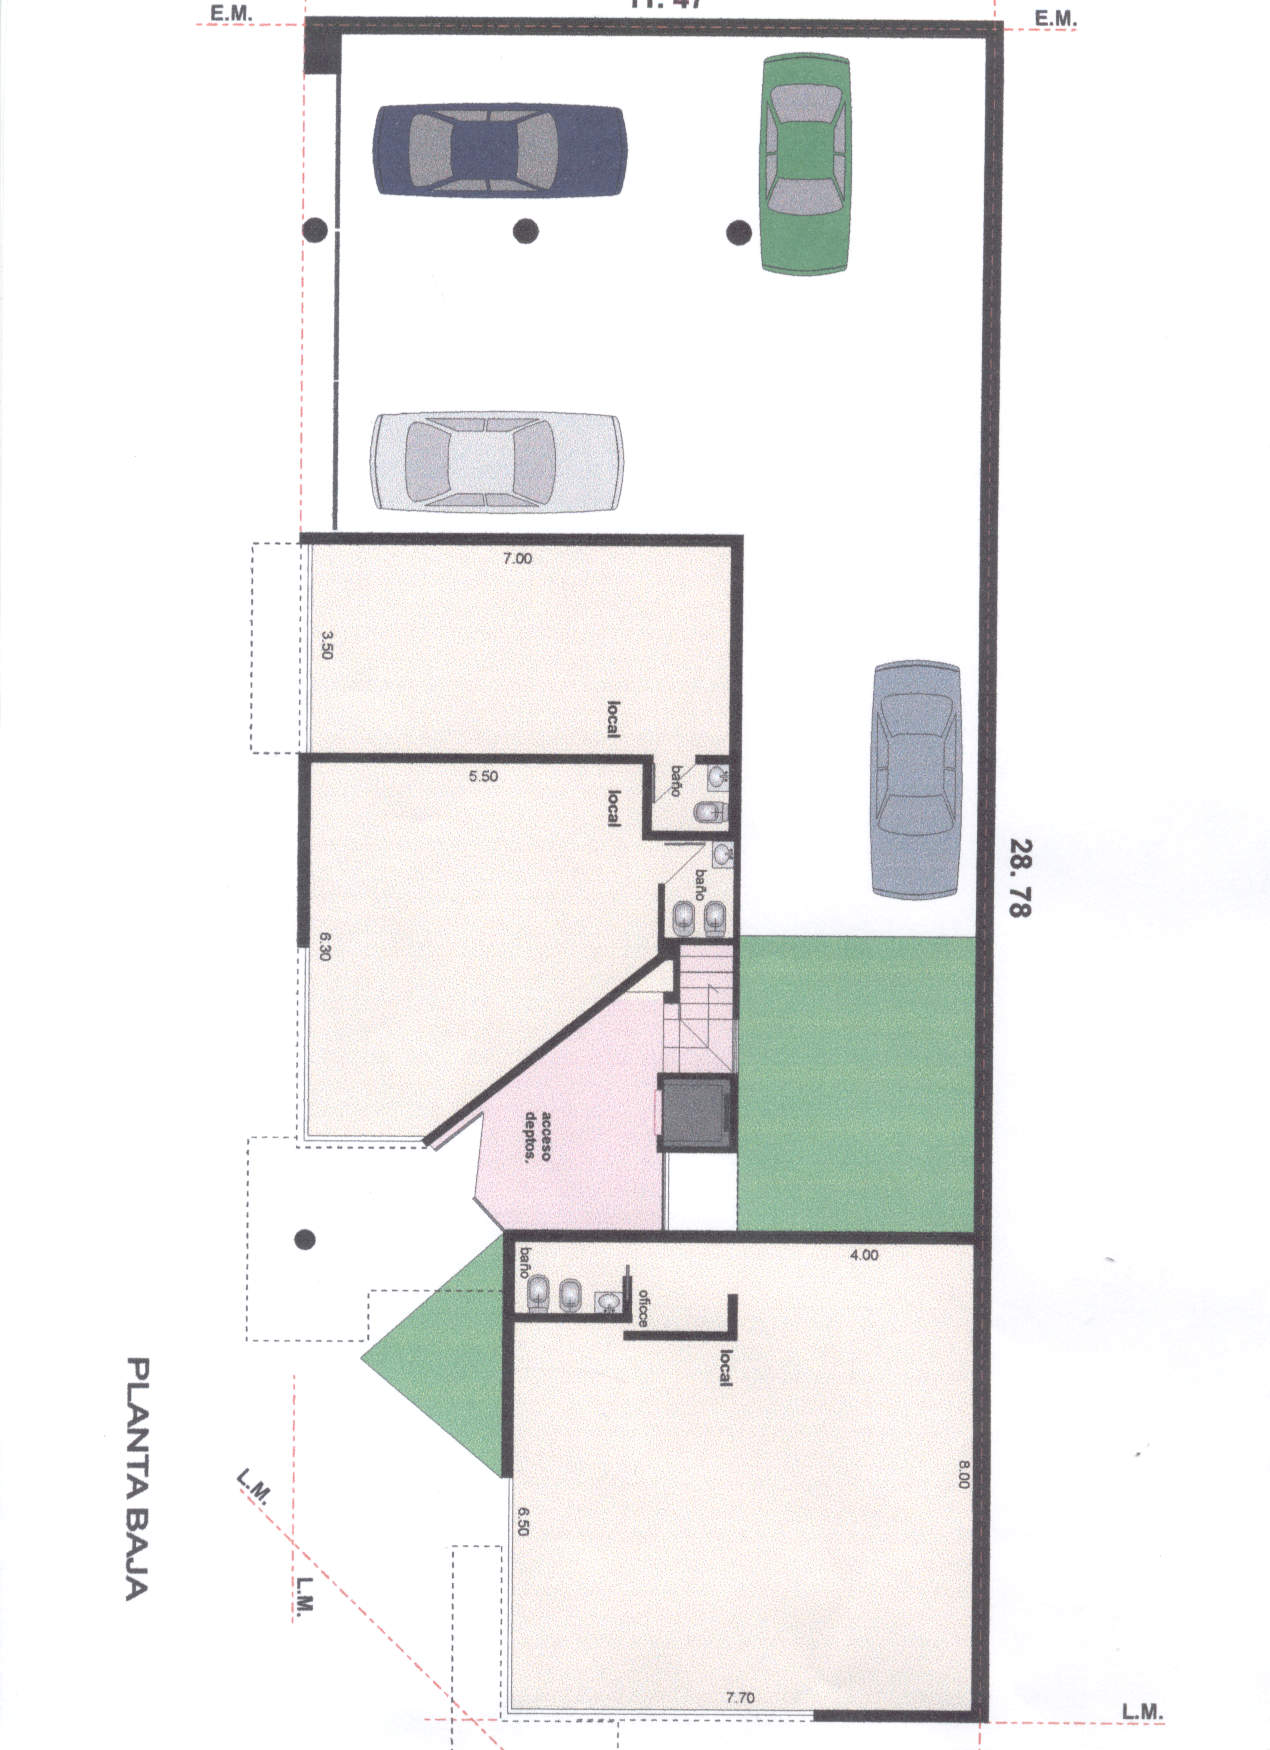 11. 47
E.M.
E.M.
7.00
3.50
local
baño
5.50
local
baño
6.30
28. 78
acceso
deptos.
baño
oficce
4.00
local
8.00
6.50
7.70
L.M.
L.M.
L.M.
PLANTA BAJA